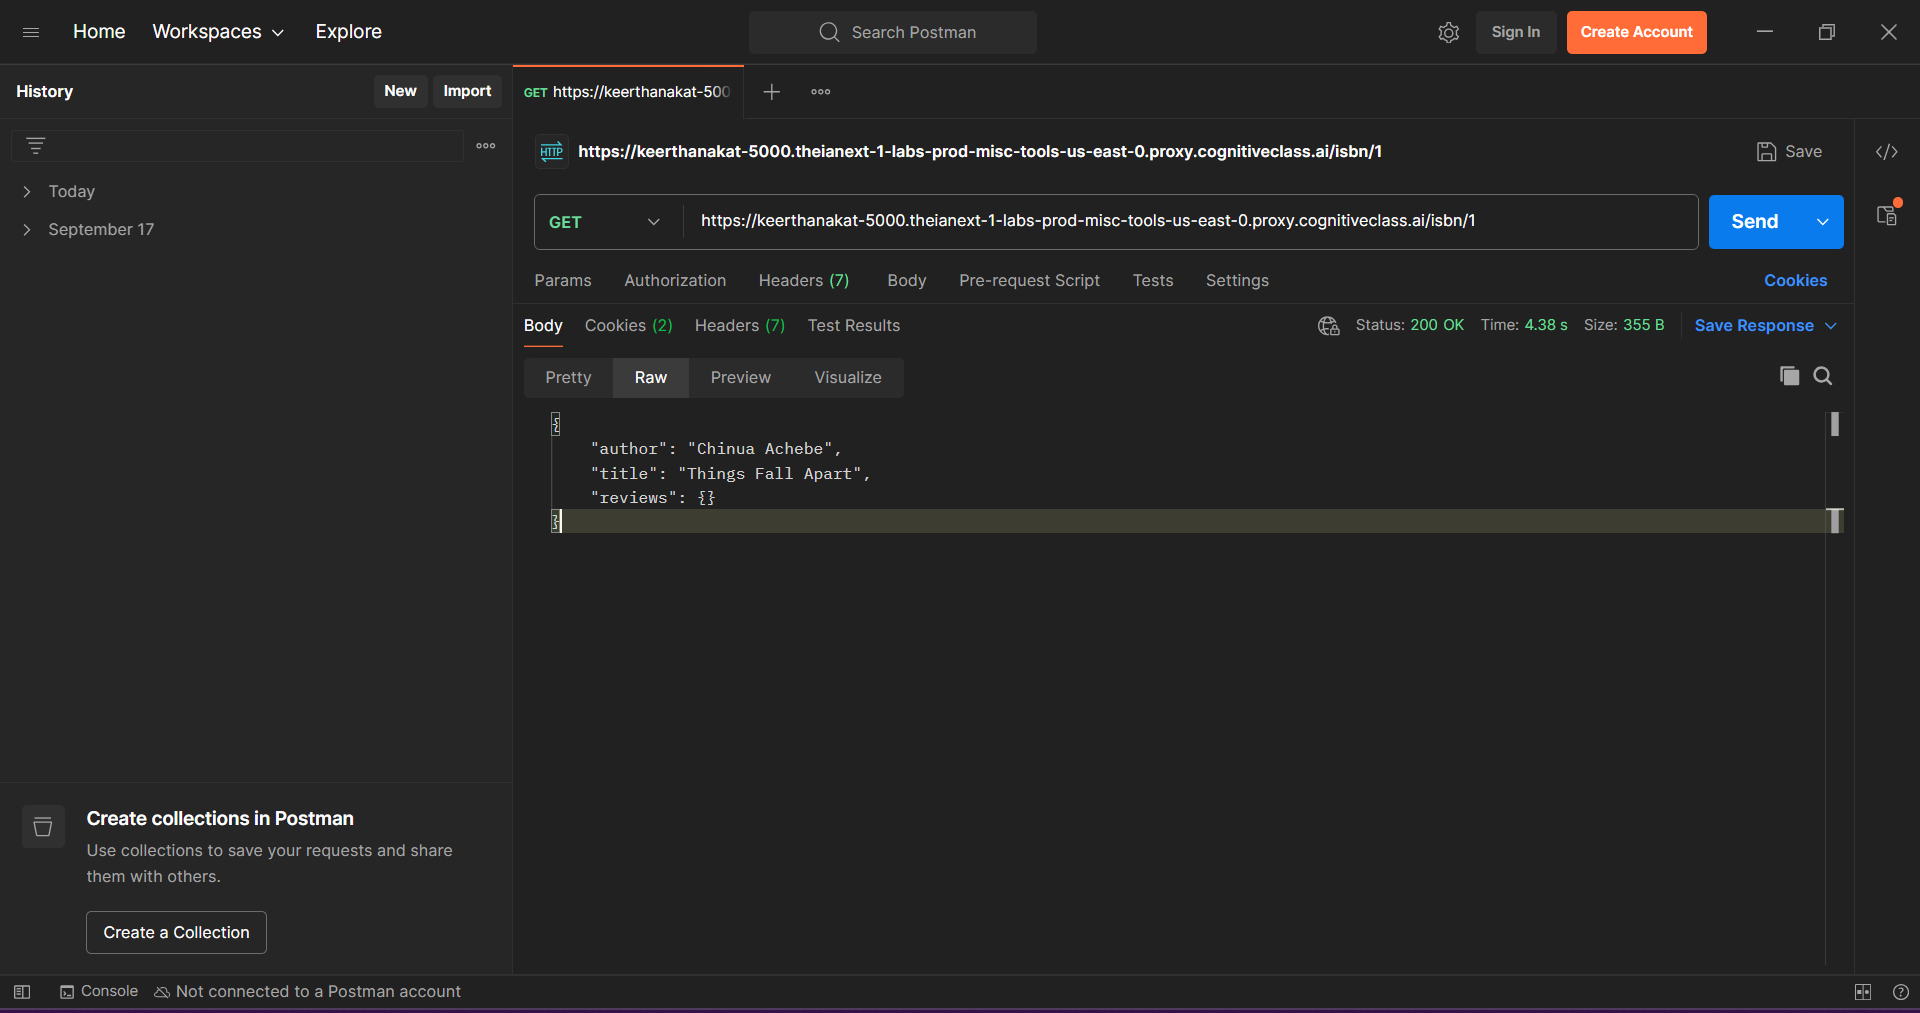 Home Workspaces Explore Search Postman Sign In Create Account
History New Import
GET https://keerthanakat-500
https://keerthanakat-5000.theianext-1-labs-prod-misc-tools-us-east-0.proxy.cognitiveclass.ai/isbn/1 Save
Today
September 17
GET https://keerthanakat-5000.theianext-1-labs-prod-misc-tools-us-east-0.proxy.cognitiveclass.ai/isbn/1 Send
Params Authorization Headers (7) Body Pre-request Script Tests Settings Cookies
Body Cookies (2) Headers (7) Test Results Status: 200 OK Time: 4.38 s Size: 355 B Save Response
Pretty Raw Preview Visualize
{
"author": "Chinua Achebe",
"title": "Things Fall Apart",
"reviews": {}
}
Create collections in Postman
Use collections to save your requests and share
them with others.
Create a Collection
Console Not connected to a Postman account